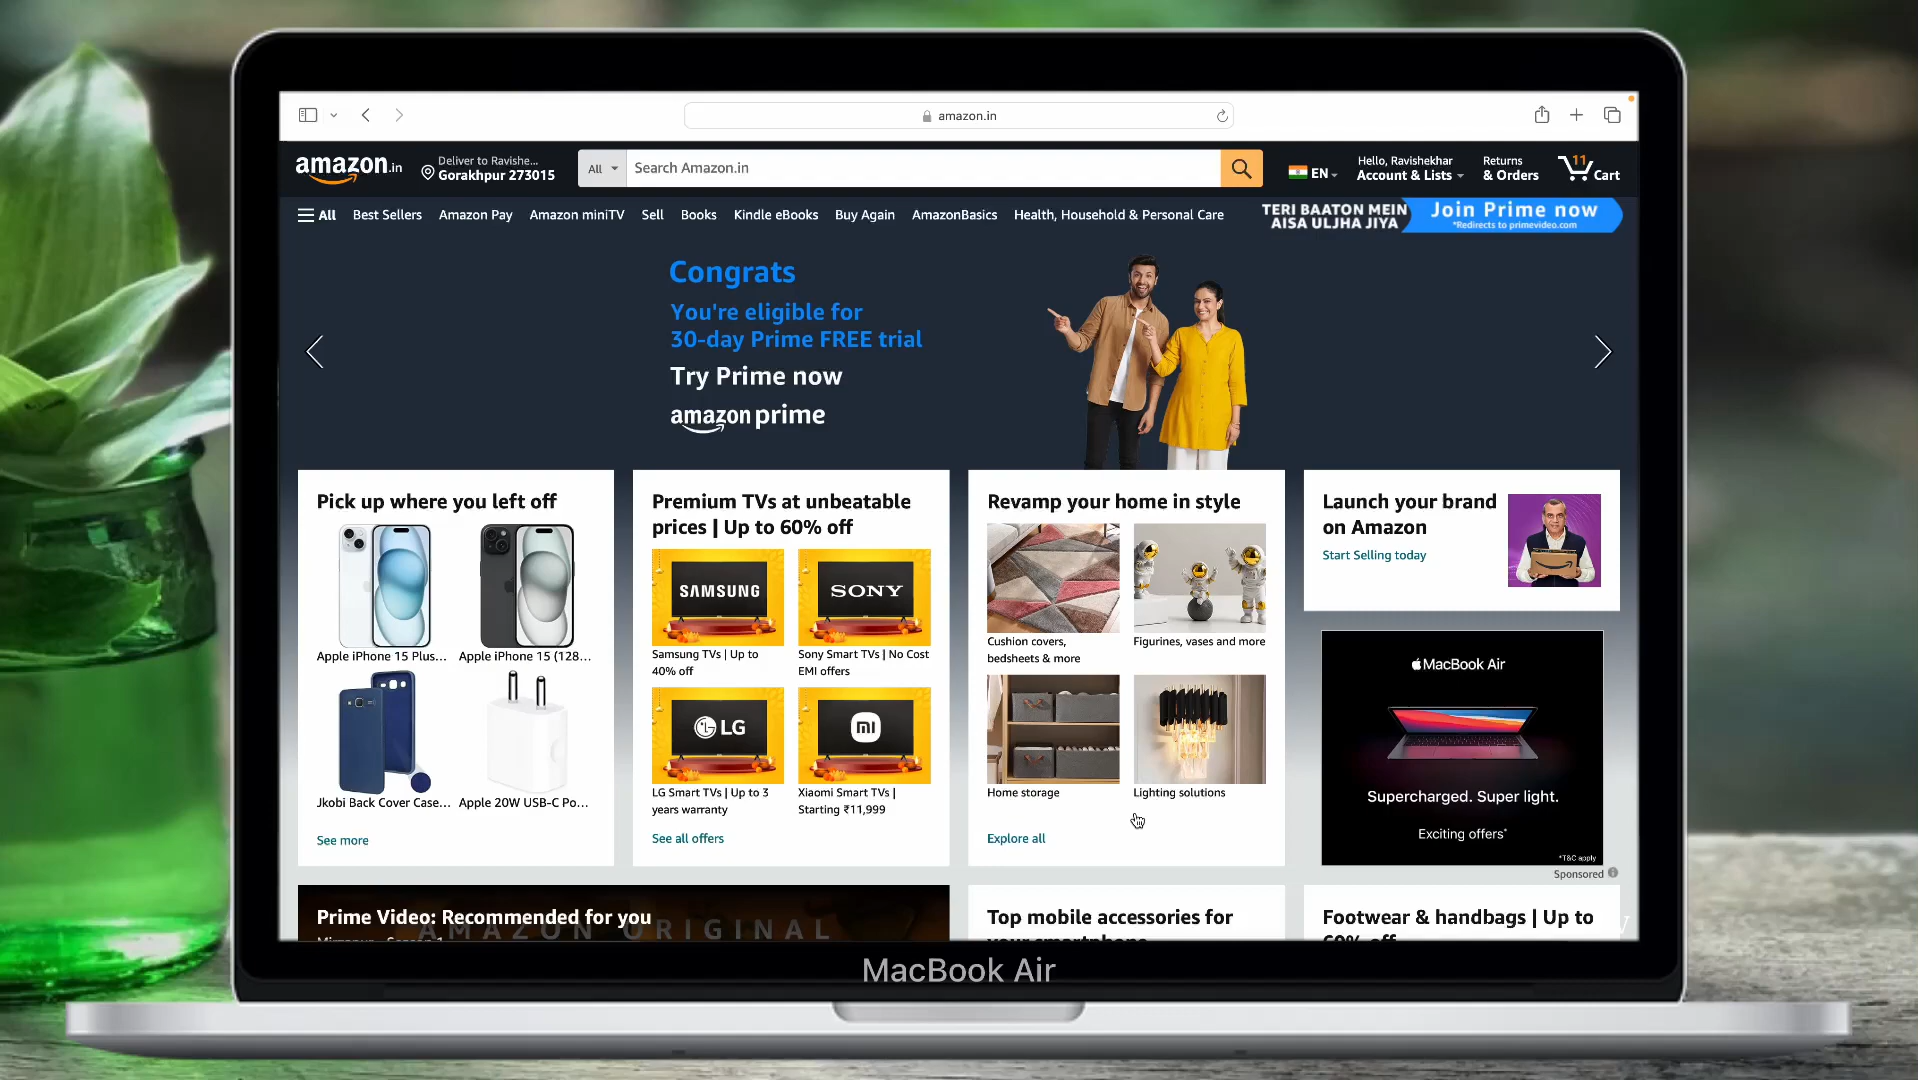 amazon.in
amazon.in
Deliver to Ravishe...
Gorakhpur 273015
All
Search Amazon.in
EN
Hello, Ravishekhar
Account & Lists
Returns
& Orders
11
Cart
All
Best Sellers
Amazon Pay
Amazon miniTV
Sell
Books
Kindle eBooks
Buy Again
AmazonBasics
Health, Household & Personal Care
TERI BAATON MEIN
AISA ULJHA JIYA
Join Prime now
*Redirects to primevideo.com
Congrats
You're eligible for
30-day Prime FREE trial
Try Prime now
amazon prime
Pick up where you left off
Apple iPhone 15 Plus...
Apple iPhone 15 (128...
Jkobi Back Cover Case...
Apple 20W USB-C Po...
See more
Premium TVs at unbeatable
prices | Up to 60% off
SAMSUNG
SONY
Samsung TVs | Up to
40% off
Sony Smart TVs | No Cost
EMI offers
LG
mi
LG Smart TVs | Up to 3
years warranty
Xiaomi Smart TVs |
Starting ₹11,999
See all offers
Revamp your home in style
Cushion covers,
bedsheets & more
Figurines, vases and more
Home storage
Lighting solutions
Explore all
Launch your brand
on Amazon
Start Selling today
MacBook Air
Supercharged. Super light.
Exciting offers*
*T&C apply
Sponsored
Prime Video: Recommended for you
AMAZON ORIGINAL
Top mobile accessories for
Footwear & handbags | Up to
MacBook Air